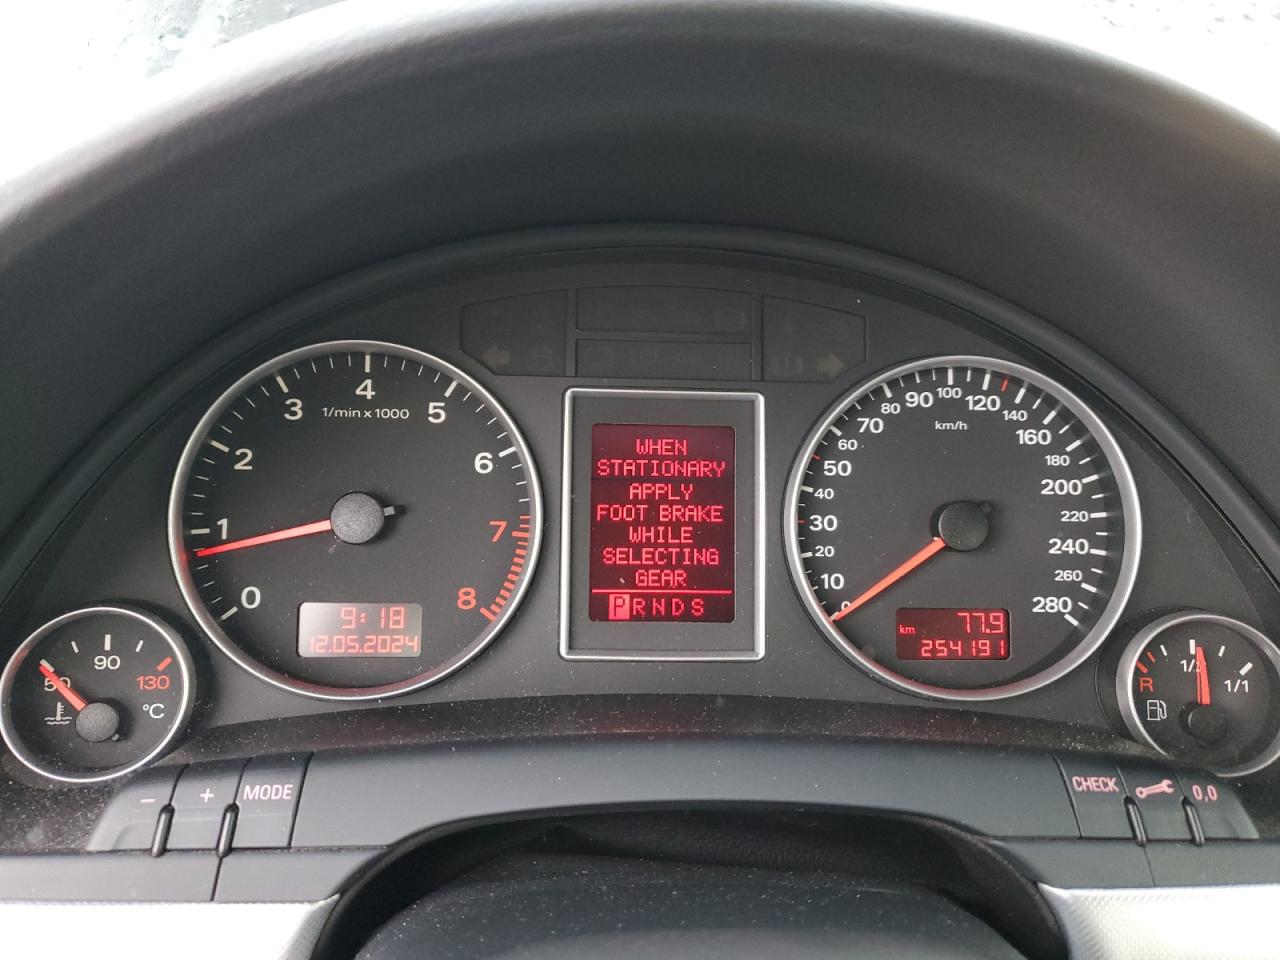 0
1
2
3
4
5
6
7
8
1/min x 1000
9:18
12.05.2024
50
90
130
°C
WHEN
STATIONARY
APPLY
FOOT BRAKE
WHILE
SELECTING
GEAR
PRNDS
0
10
20
30
40
50
60
70
80
90
100
120
140
160
180
200
220
240
260
280
km/h
km
77.9
254191
R
1/2
1/1
-
+
MODE
CHECK
0,0